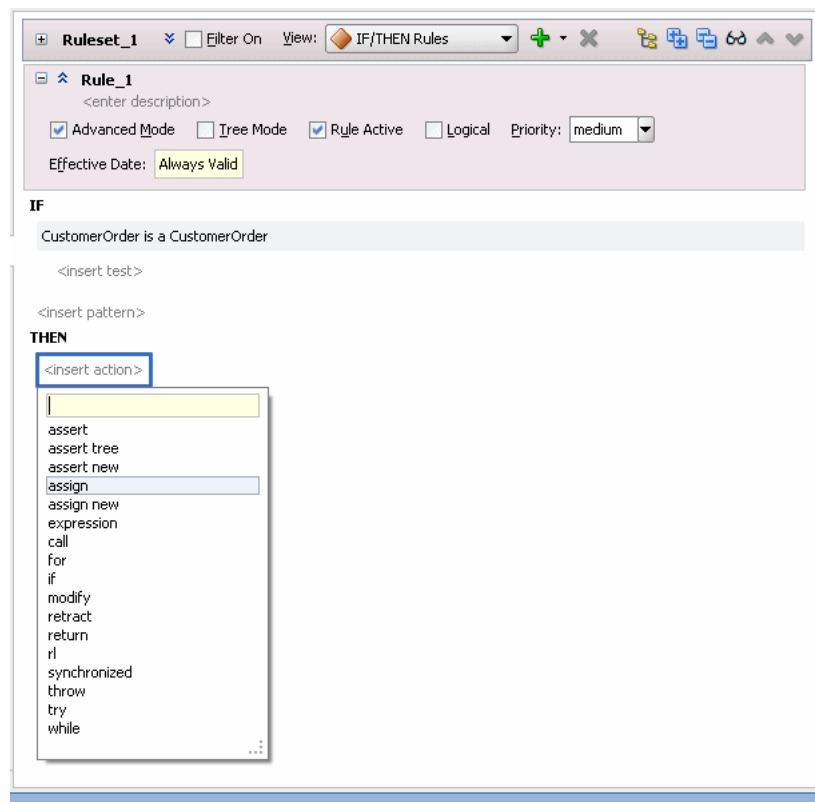 Ruleset_1 Filter On View: IF/THEN Rules
Rule_1
<enter description>
Advanced Mode Tree Mode Rule Active Logical Priority: medium
Effective Date: Always Valid
IF
CustomerOrder is a CustomerOrder
<insert test>
<insert pattern>
THEN
<insert action>
assert
assert tree
assert new
assign
assign new
expression
call
for
if
modify
retract
return
rl
synchronized
throw
try
while